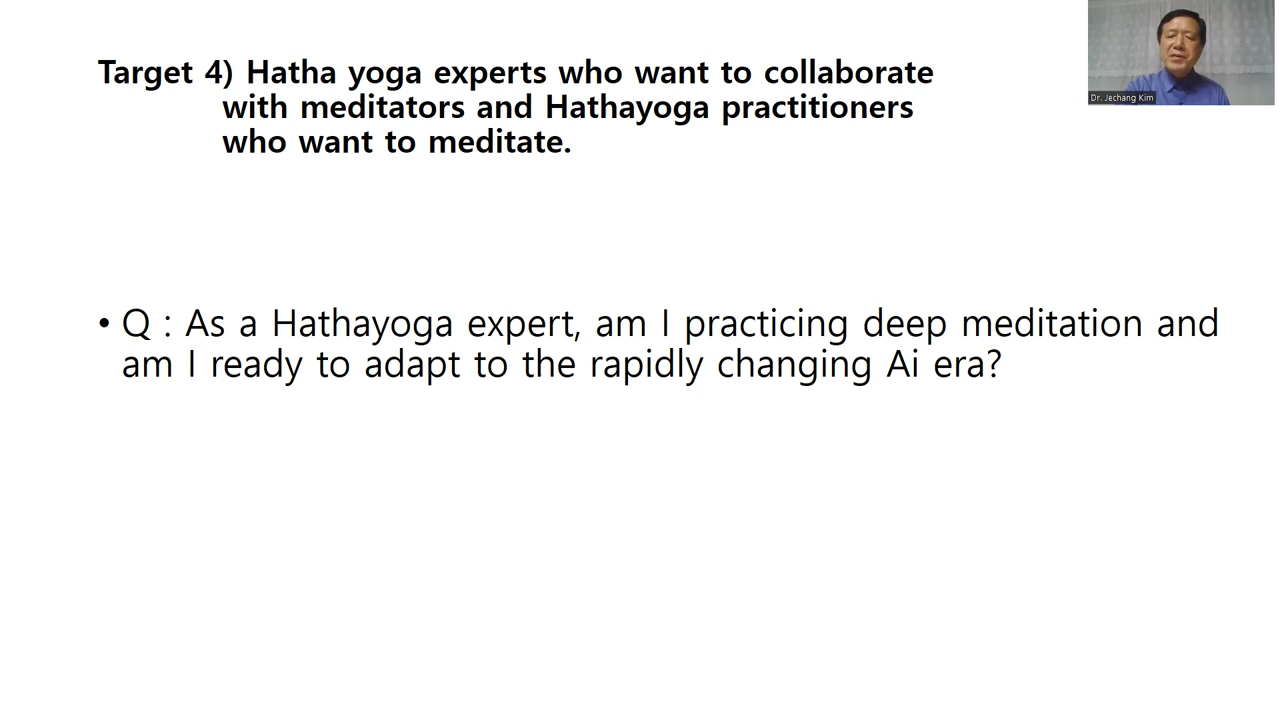 Target 4) Hatha yoga experts who want to collaborate
with meditators and Hathayoga practitioners
who want to meditate.
Dr. Jechang Kim
• Q : As a Hathayoga expert, am I practicing deep meditation and
am I ready to adapt to the rapidly changing Ai era?